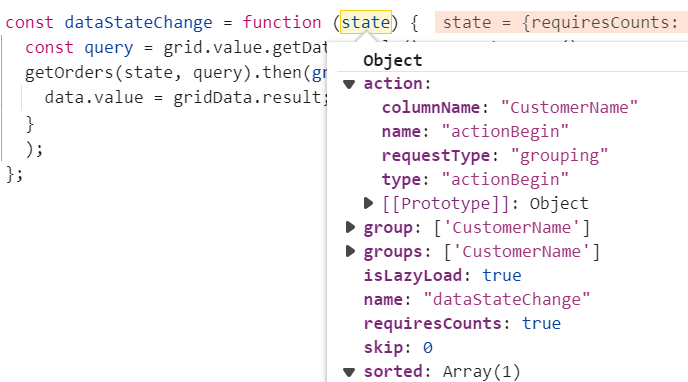 const dataStateChange = function (state) { state = {requiresCounts:
const query = grid.value.getDat
getOrders(state, query).then(gr
data.value = gridData.result;
}
);
};
Object
action:
columnName: "CustomerName"
name: "actionBegin"
requestType: "grouping"
type: "actionBegin"
[[Prototype]]: Object
group: ['CustomerName']
groups: ['CustomerName']
isLazyLoad: true
name: "dataStateChange"
requiresCounts: true
skip: 0
sorted: Array(1)